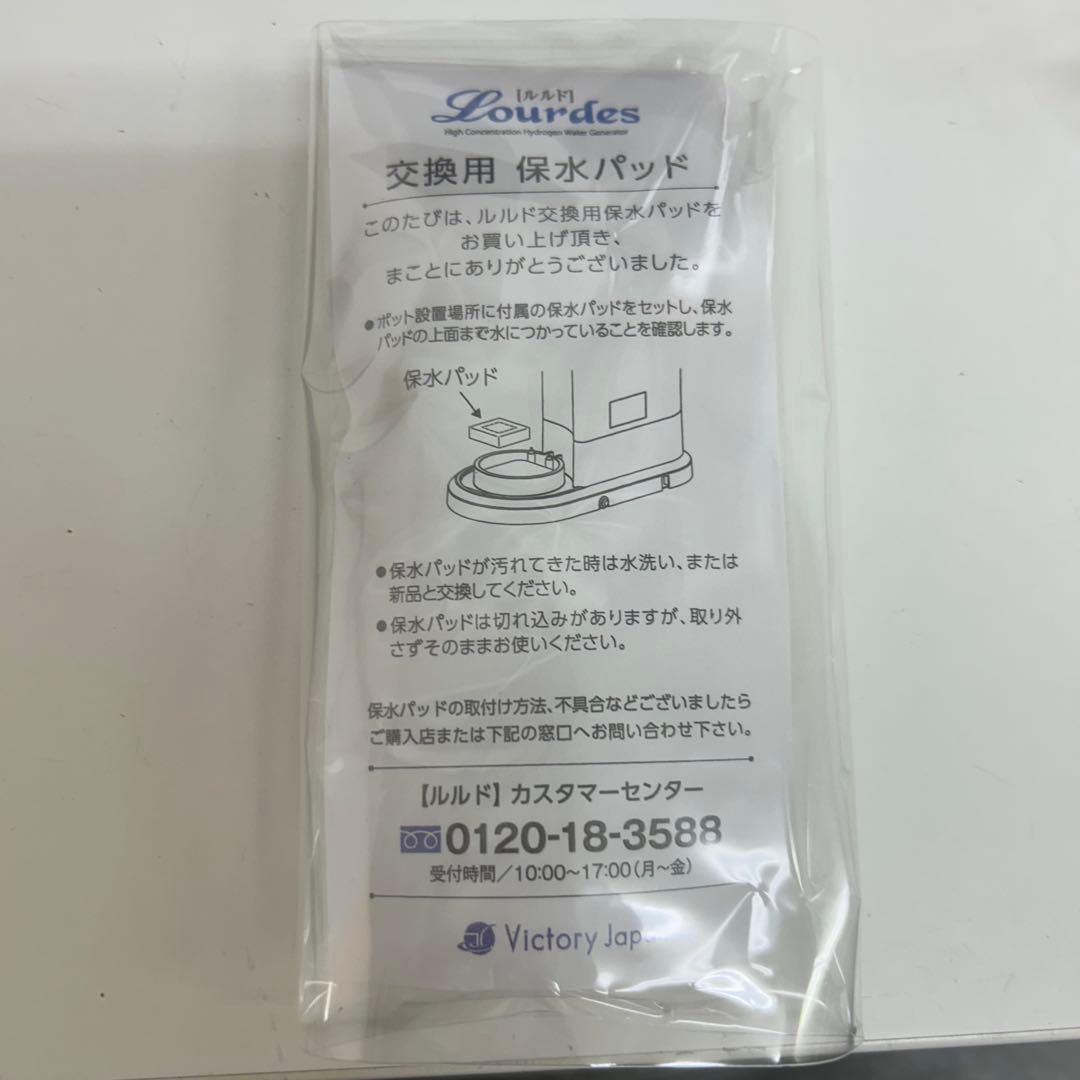 【ルルド】
Lourdes
High Concentration Hydrogen Water Generator
交換用 保水パッド
このたびは、ルルド交換用保水パッドを
お買い上げ頂き、
まことにありがとうございました。
●ポット設置場所に付属の保水パッドをセットし、保水
パッドの上面まで水につかっていることを確認します。
保水パッド
●保水パッドが汚れてきた時は水洗い、または
新品と交換してください。
●保水パッドは切れ込みがありますが、取り外
さずそのままお使いください。
保水パッドの取付け方法、不具合などございましたら
ご購入店または下記の窓口へお問い合わせ下さい。
【ルルド】カスタマーセンター
0120-18-3588
受付時間/10:00～17:00(月～金)
Victory